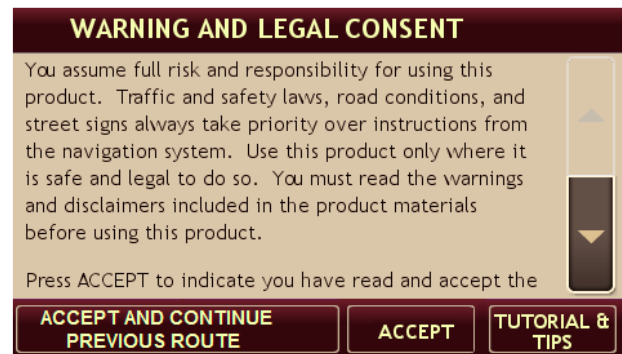 WARNING AND LEGAL CONSENT
You assume full risk and responsibility for using this
product. Traffic and safety laws, road conditions, and
street signs always take priority over instructions from
the navigation system. Use this product only where it
is safe and legal to do so. You must read the warnings
and disclaimers included in the product materials
before using this product.
Press ACCEPT to indicate you have read and accept the
ACCEPT AND CONTINUE
PREVIOUS ROUTE
ACCEPT
TUTORIAL &
TIPS